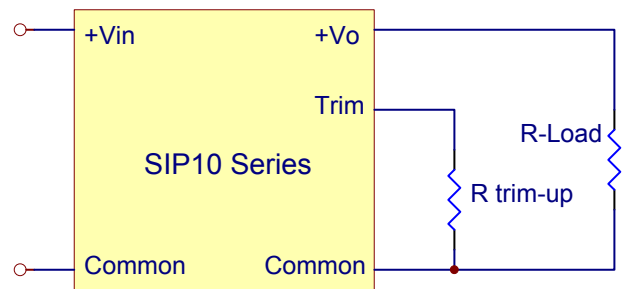 +Vin
+Vo
Trim
R-Load
SIP10 Series
R trim-up
Common
Common